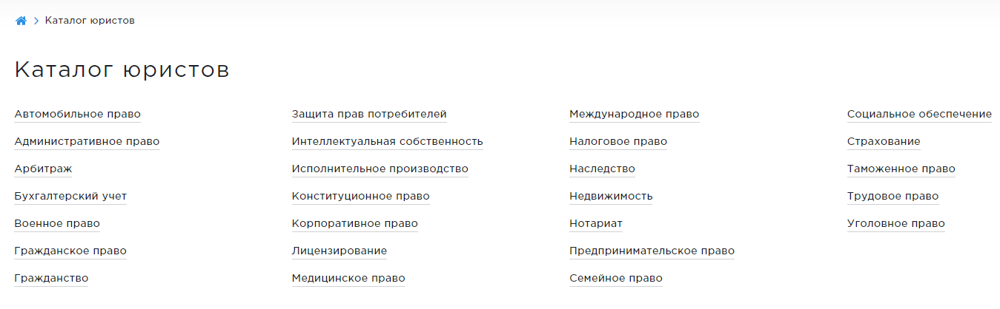 Каталог юристов
Каталог юристов
Автомобильное право
Административное право
Арбитраж
Бухгалтерский учет
Военное право
Гражданское право
Гражданство
Защита прав потребителей
Интеллектуальная собственность
Исполнительное производство
Конституционное право
Корпоративное право
Лицензирование
Медицинское право
Международное право
Налоговое право
Наследство
Недвижимость
Нотариат
Предпринимательское право
Семейное право
Социальное обеспечение
Страхование
Таможенное право
Трудовое право
Уголовное право